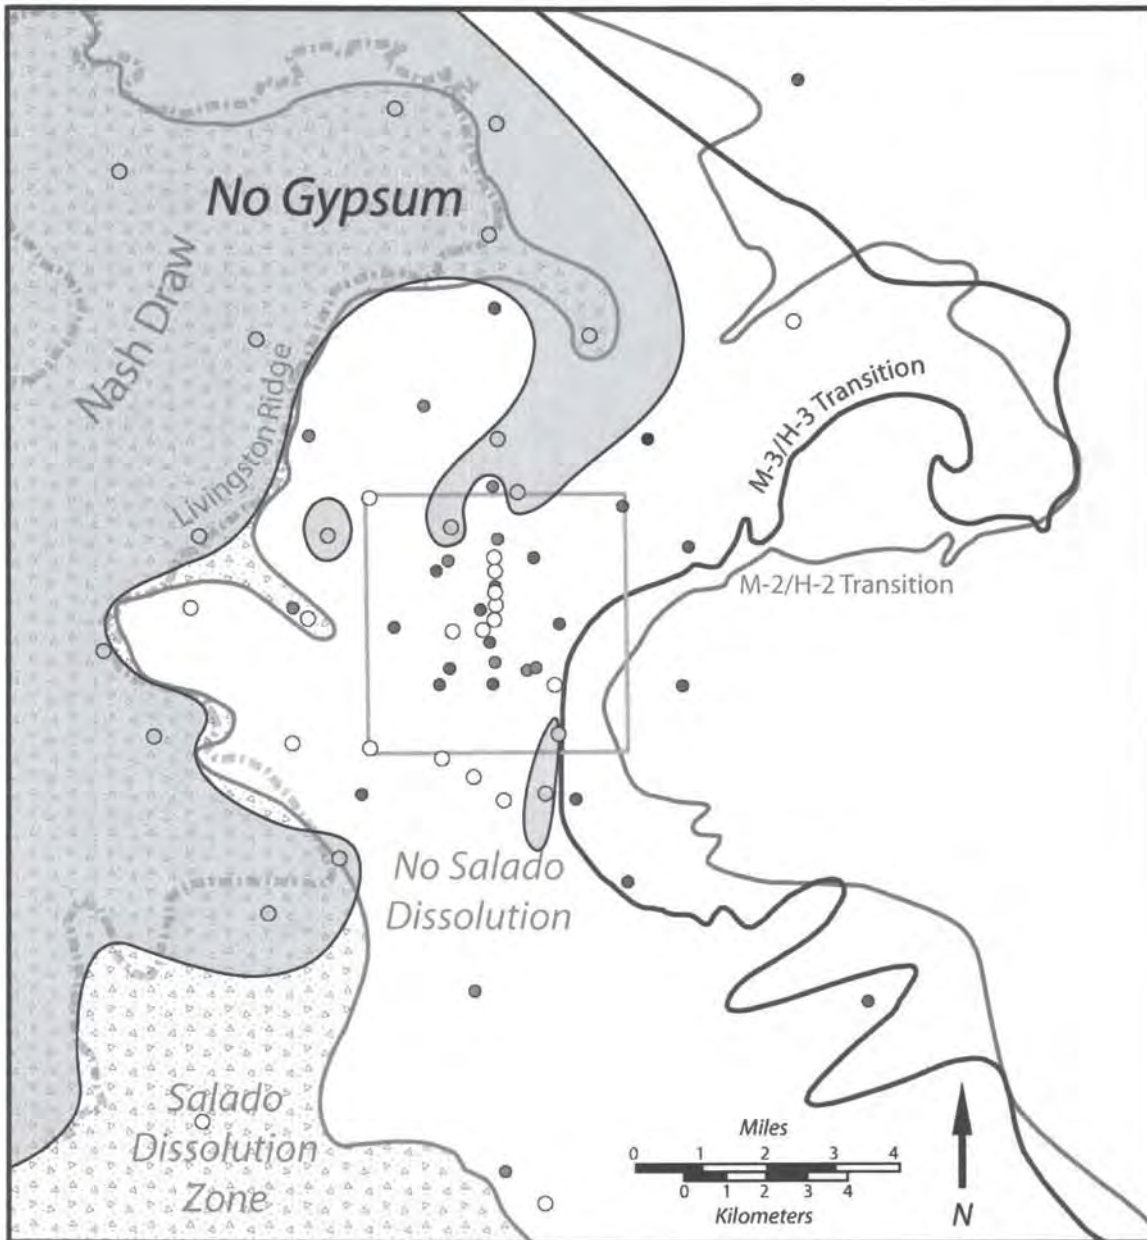 No Gypsum
Nash Draw
Livingston Ridge
M-3/H-3 Transition
M-2/H-2 Transition
No Salado
Dissolution
Salado
Dissolution
Zone
Miles
0 1 2 3 4
0 1 2 3 4
Kilometers
N